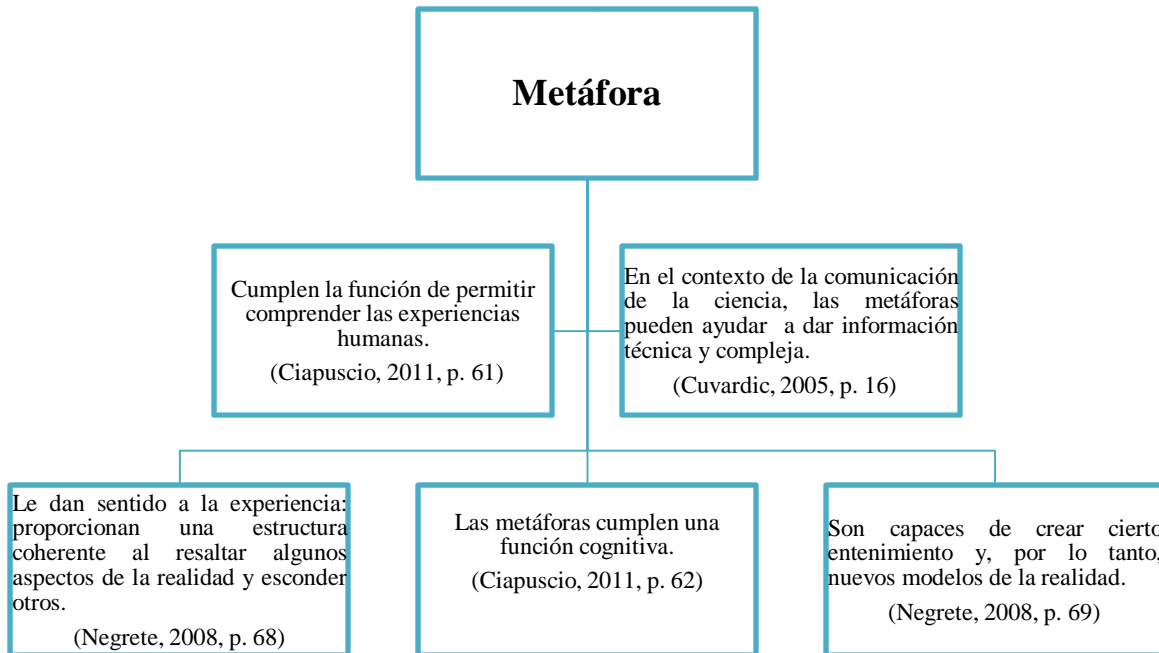 Metáfora
Cumplen la función de permitir
comprender las experiencias
humanas.
(Ciapuscio, 2011, p. 61)
En el contexto de la comunicación
de la ciencia, las metáforas
pueden ayudar a dar información
técnica y compleja.
(Cuvardic, 2005, p. 16)
Le dan sentido a la experiencia:
proporcionan una estructura
coherente al resaltar algunos
aspectos de la realidad y esconder
otros.
(Negrete, 2008, p. 68)
Las metáforas cumplen una
función cognitiva.
(Ciapuscio, 2011, p. 62)
Son capaces de crear cierto
entenimiento y, por lo tanto,
nuevos modelos de la realidad.
(Negrete, 2008, p. 69)